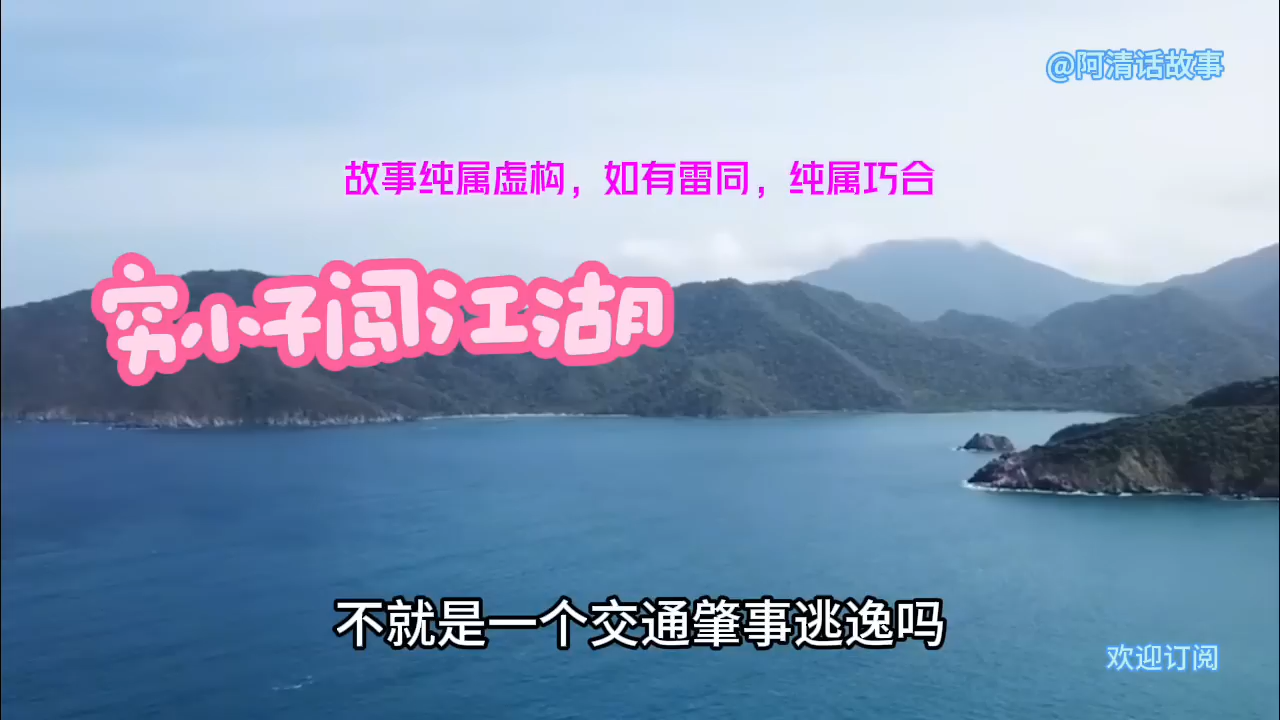 @阿清话故事
故事纯属虚构，如有雷同，纯属巧合
穷小子闯江湖
不就是一个交通肇事逃逸吗
欢迎订阅